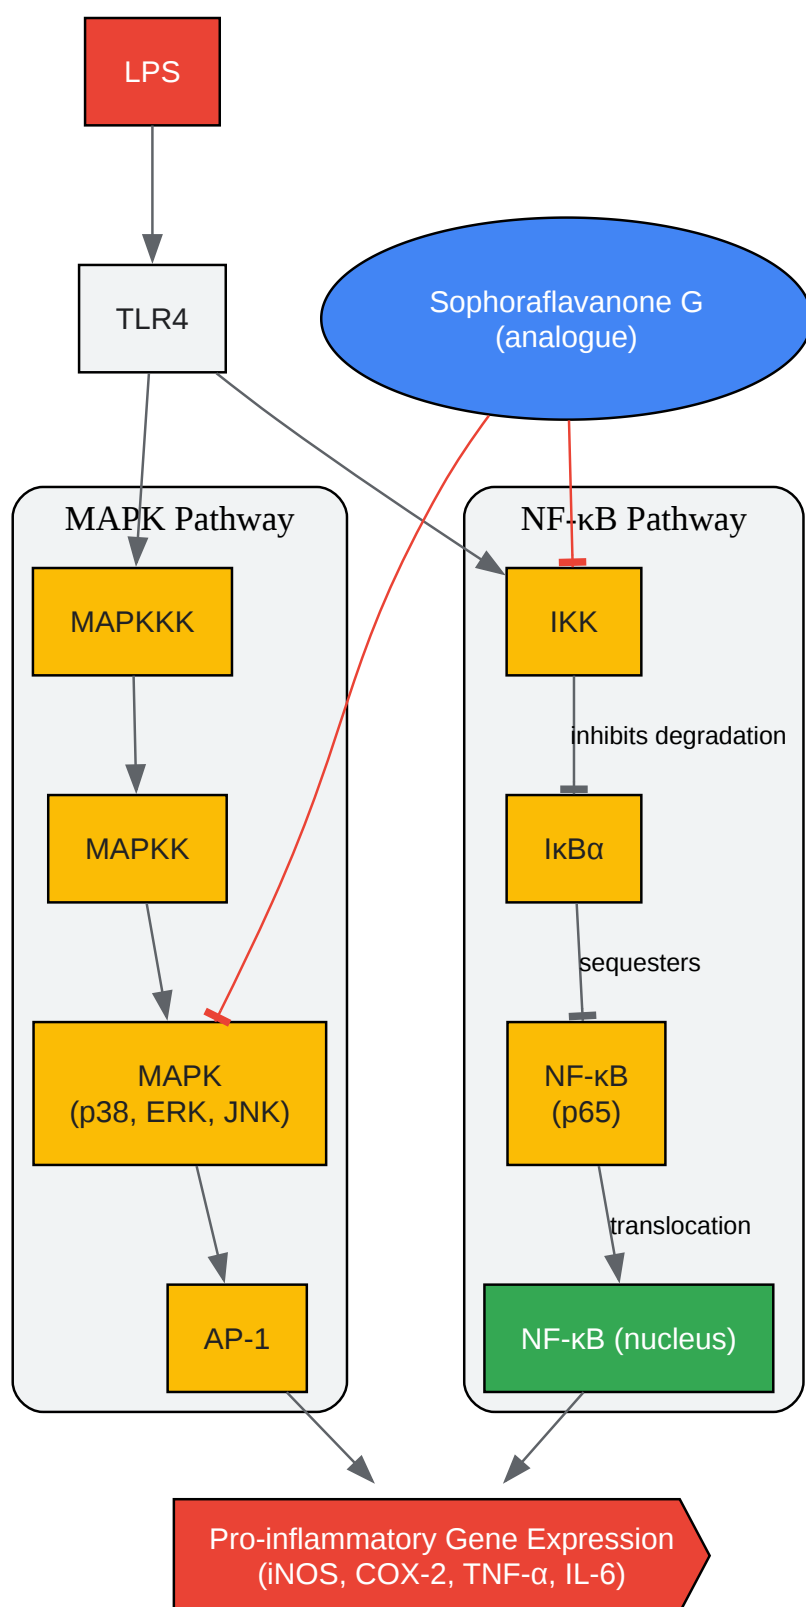 LPS
TLR4
Sophoraflavanone G
(analogue)
MAPK Pathway
NF-κB Pathway
MAPKKK
IKK
inhibits degradation
MAPKK
IκBα
sequesters
MAPK
(p38, ERK, JNK)
NF-κB
(p65)
translocation
AP-1
NF-κB (nucleus)
Pro-inflammatory Gene Expression
(iNOS, COX-2, TNF-α, IL-6)